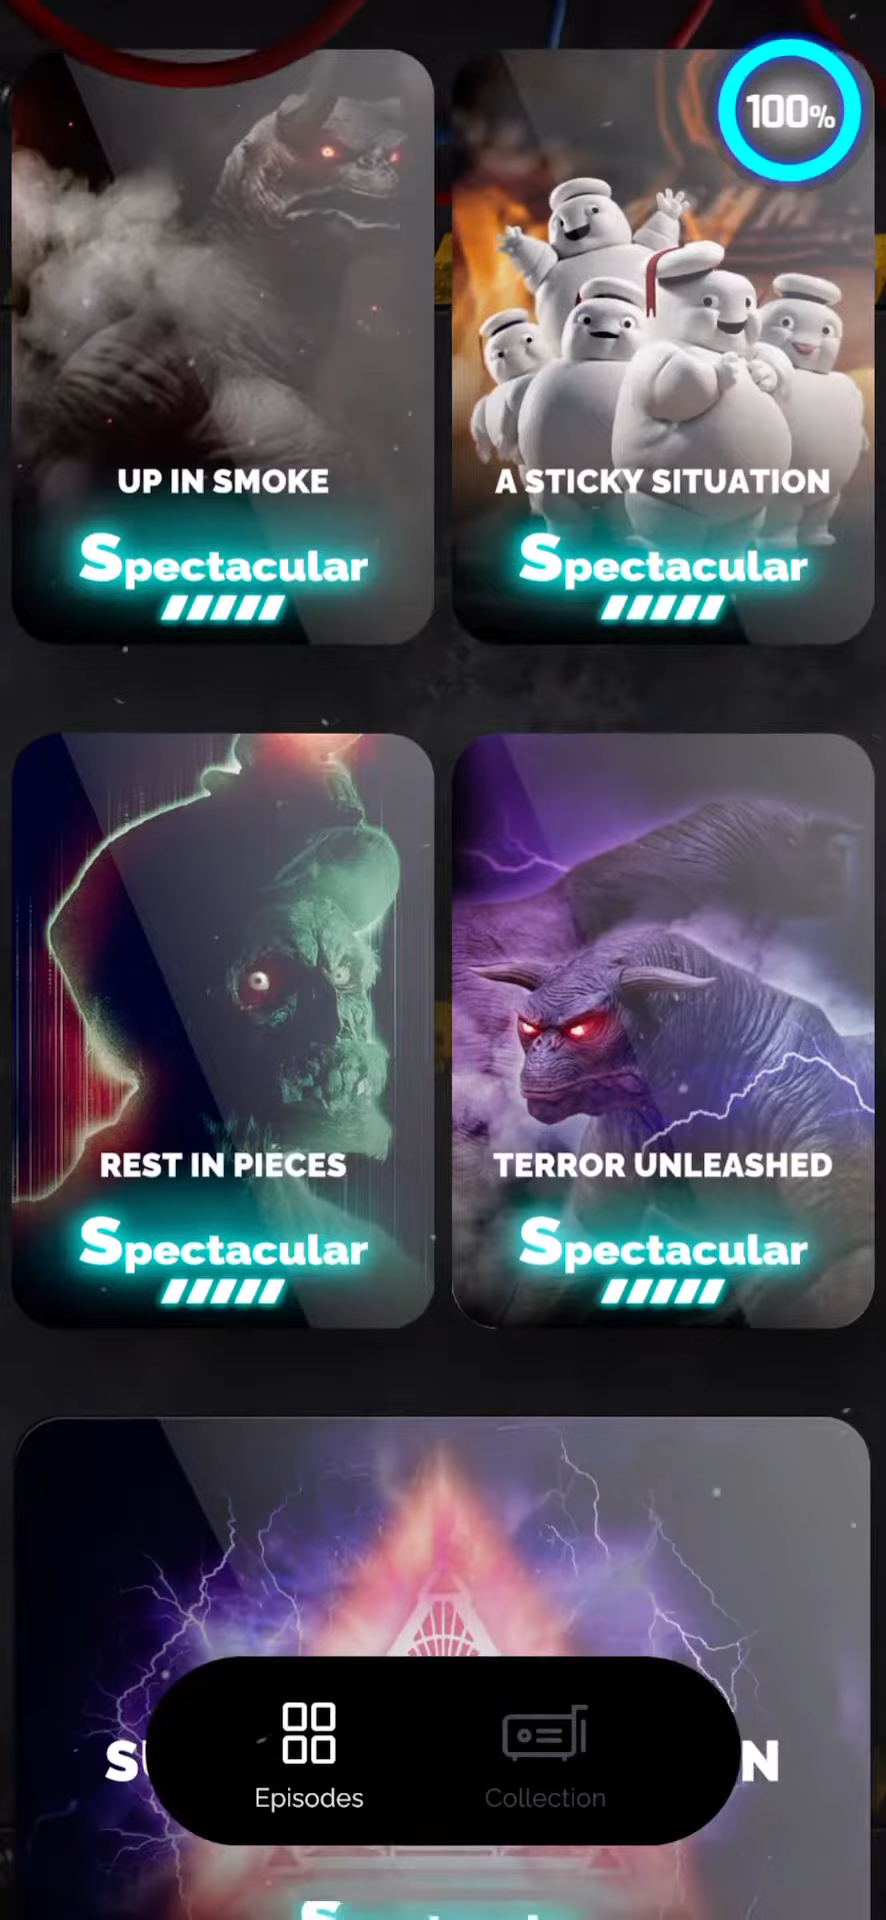 100%
UP IN SMOKE
Spectacular
A STICKY SITUATION
Spectacular
REST IN PIECES
Spectacular
TERROR UNLEASHED
Spectacular
Episodes
Collection